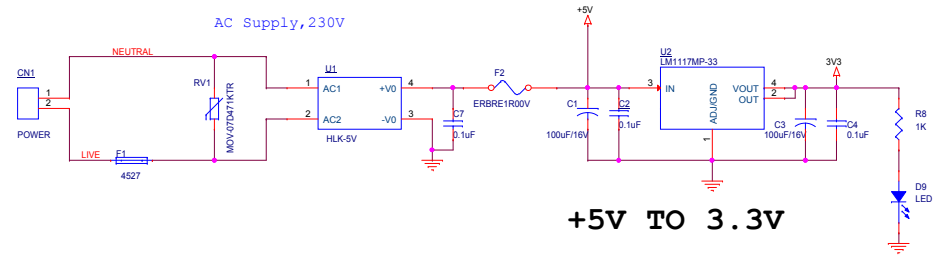 AC Supply,230V
+5V
NEUTRAL
CN1
1
2
POWER
RV1
MOV-07D471KTR
LIVE
F1
4527
U1
1
AC1
+V0
4
2
AC2
-V0
3
HLK-5V
C7
0.1uF
F2
ERBRE1R00V
C1
100uF/16V
C2
0.1uF
U2
LM1117MP-33
3
IN
VOUT
4
OUT
2
ADJ/GND
1
3V3
C3
100uF/16V
C4
0.1uF
R8
1K
D9
LED
+5V TO 3.3V